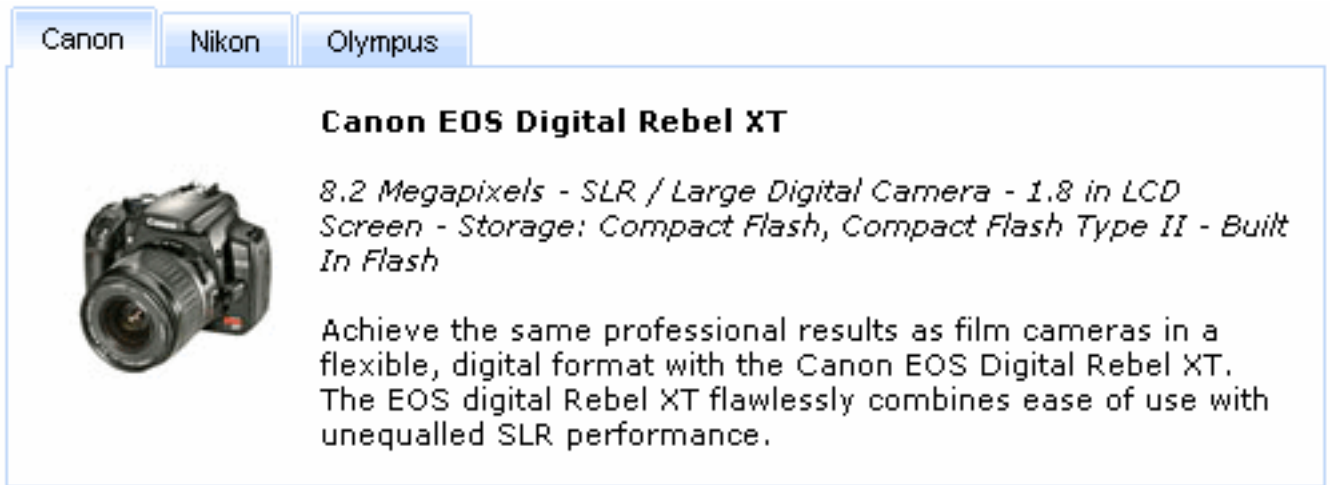 Canon Nikon Olympus
Canon EOS Digital Rebel XT
8.2 Megapixels - SLR / Large Digital Camera - 1.8 in LCD
Screen - Storage: Compact Flash, Compact Flash Type II - Built
In Flash
Achieve the same professional results as film cameras in a
flexible, digital format with the Canon EOS Digital Rebel XT.
The EOS digital Rebel XT flawlessly combines ease of use with
unequalled SLR performance.